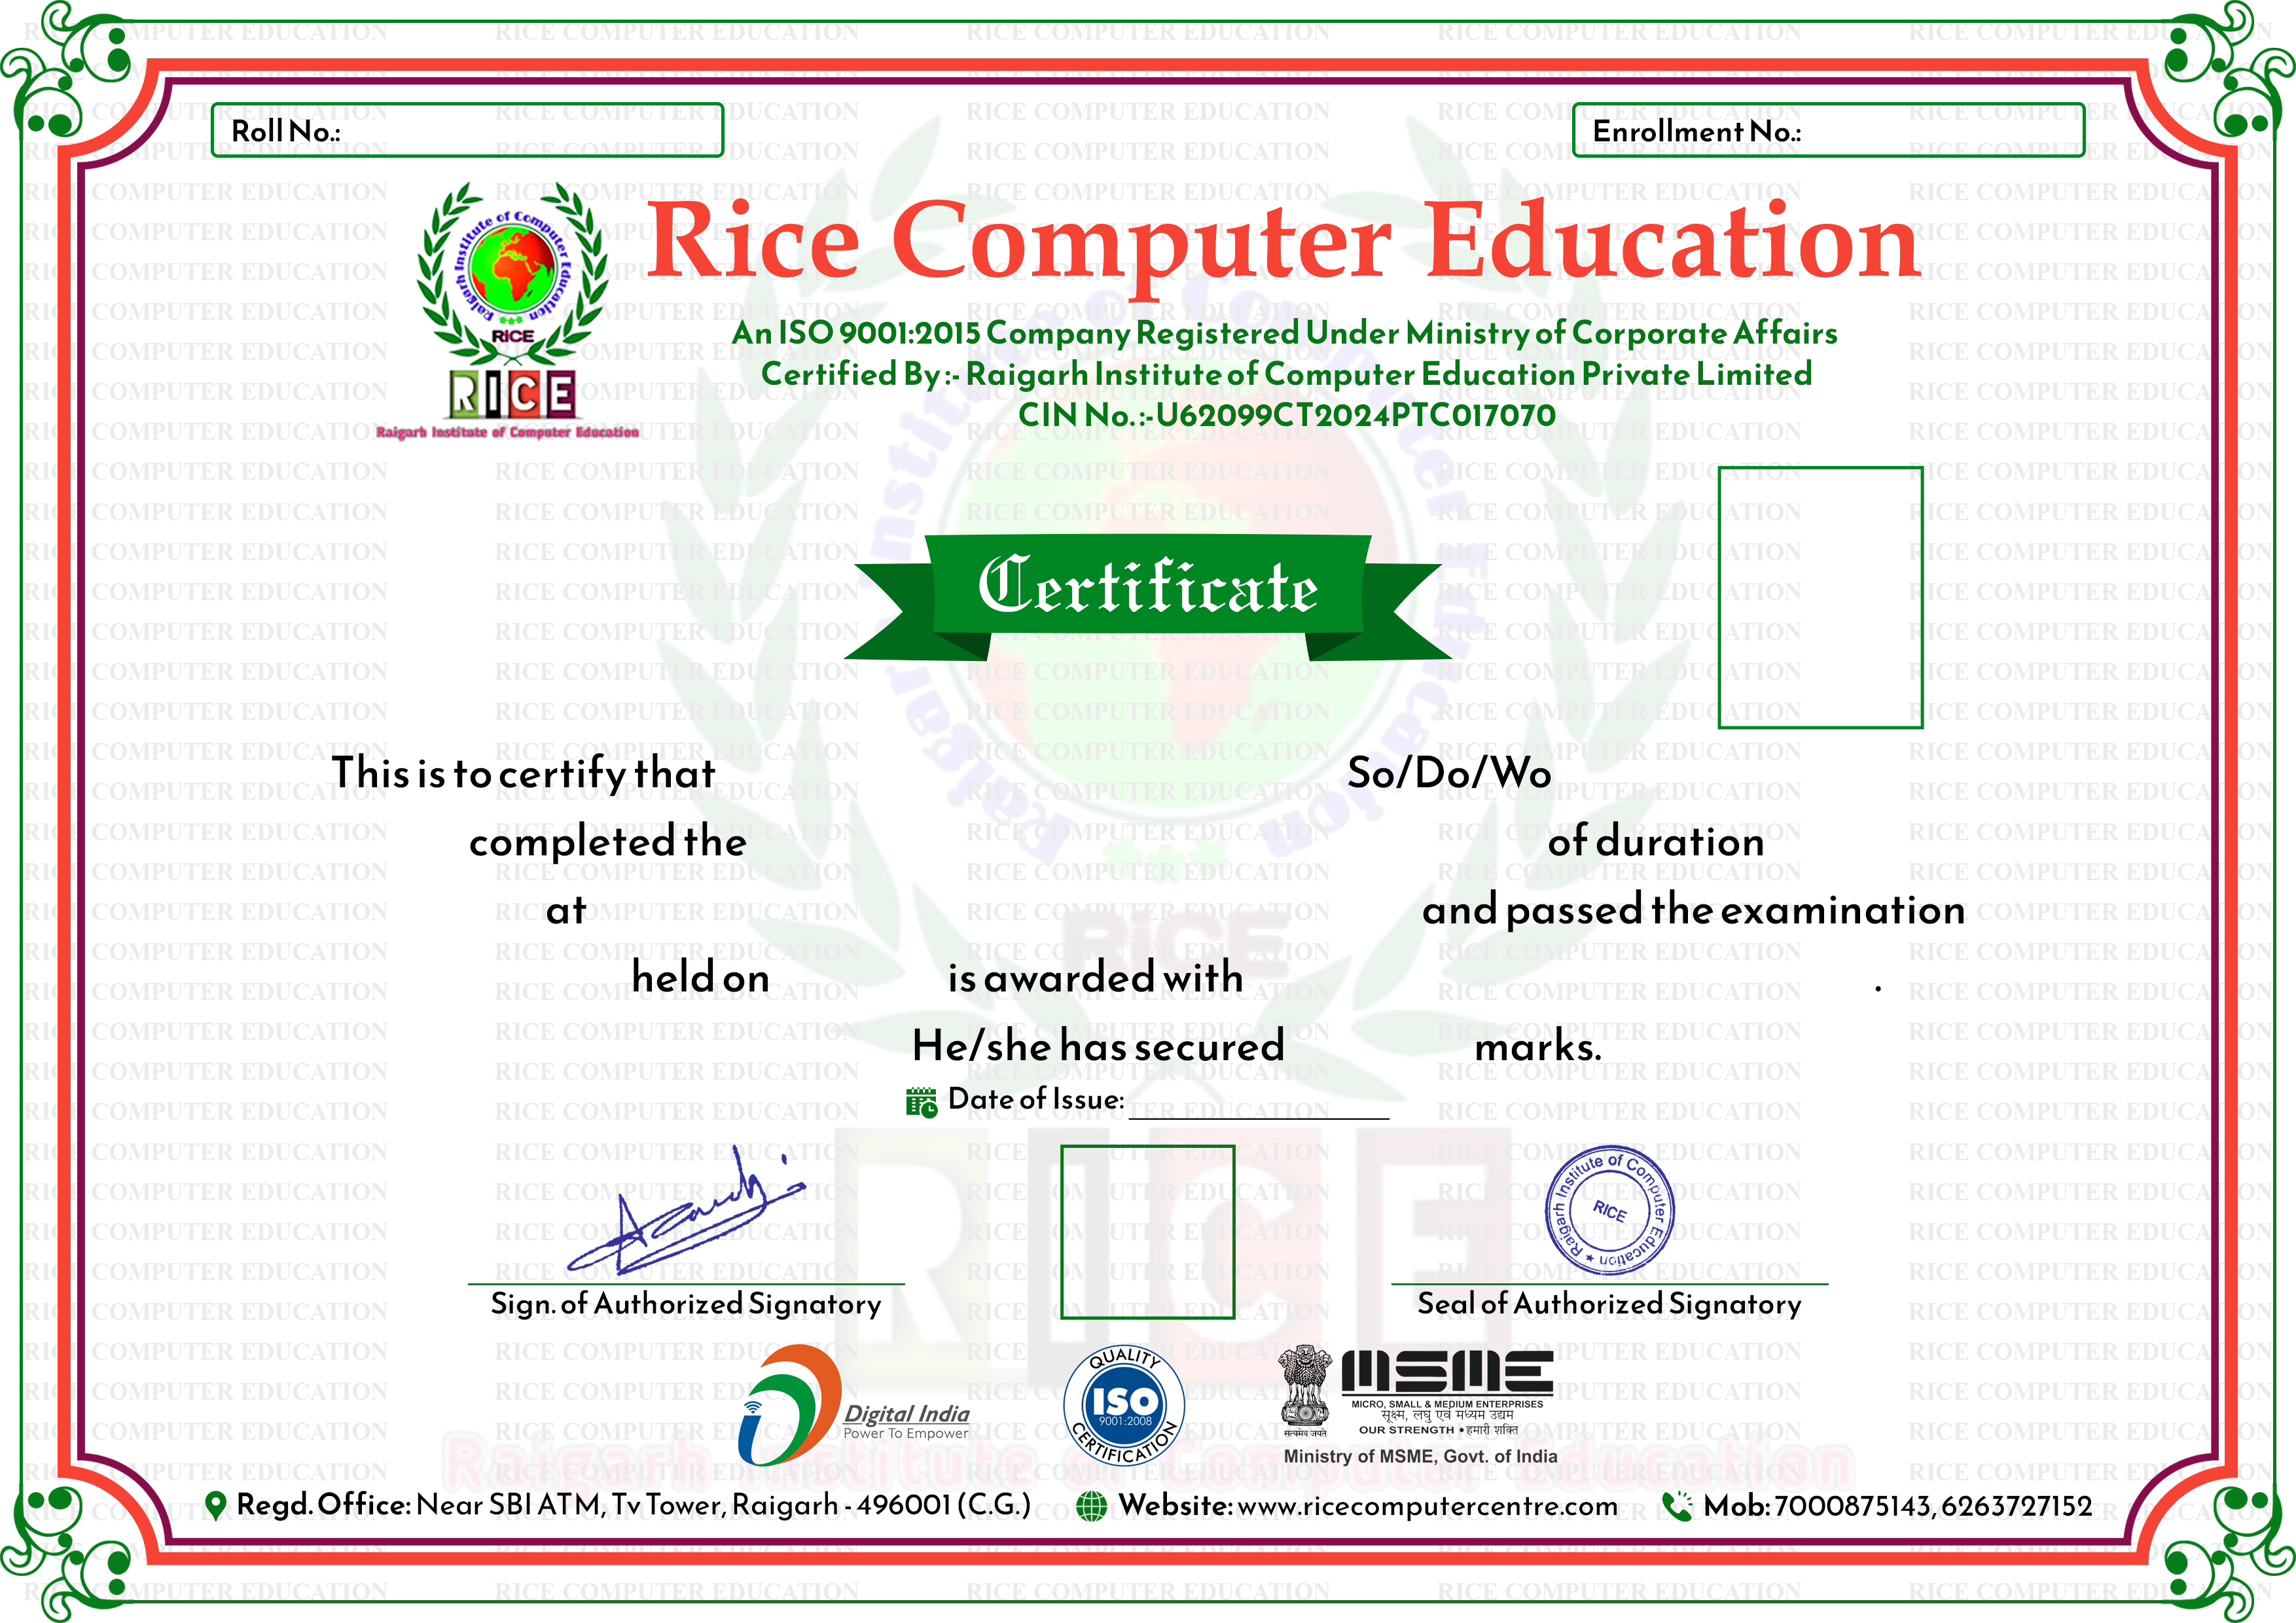 Roll No.:
Enrollment No.:
Raigarh Institute of Computer Education
RiCE
RICE
Raigarh Institute of Computer Education
Rice Computer Education
An ISO 9001:2015 Company Registered Under Ministry of Corporate Affairs
Certified By :- Raigarh Institute of Computer Education Private Limited
CIN No. :- U62099CT2024PTC017070
Certificate
This is to certify that So/Do/Wo
completed the of duration
at and passed the examination
held on is awarded with .
He/she has secured marks.
Date of Issue:
Raigarh Institute of Computer Education
RICE
Sign. of Authorized Signatory
Seal of Authorized Signatory
Digital India
Power To Empower
QUALITY
ISO
9001:2008
CERTIFICATION
MSME
MICRO, SMALL & MEDIUM ENTERPRISES
सूक्ष्म, लघु एवं मध्यम उद्यम
OUR STRENGTH • हमारी शक्ति
सत्यमेव जयते
Ministry of MSME, Govt. of India
Regd. Office: Near SBI ATM, Tv Tower, Raigarh - 496001 (C.G.)
Website: www.ricecomputercentre.com
Mob: 7000875143, 6263727152
RICE COMPUTER EDUCATION